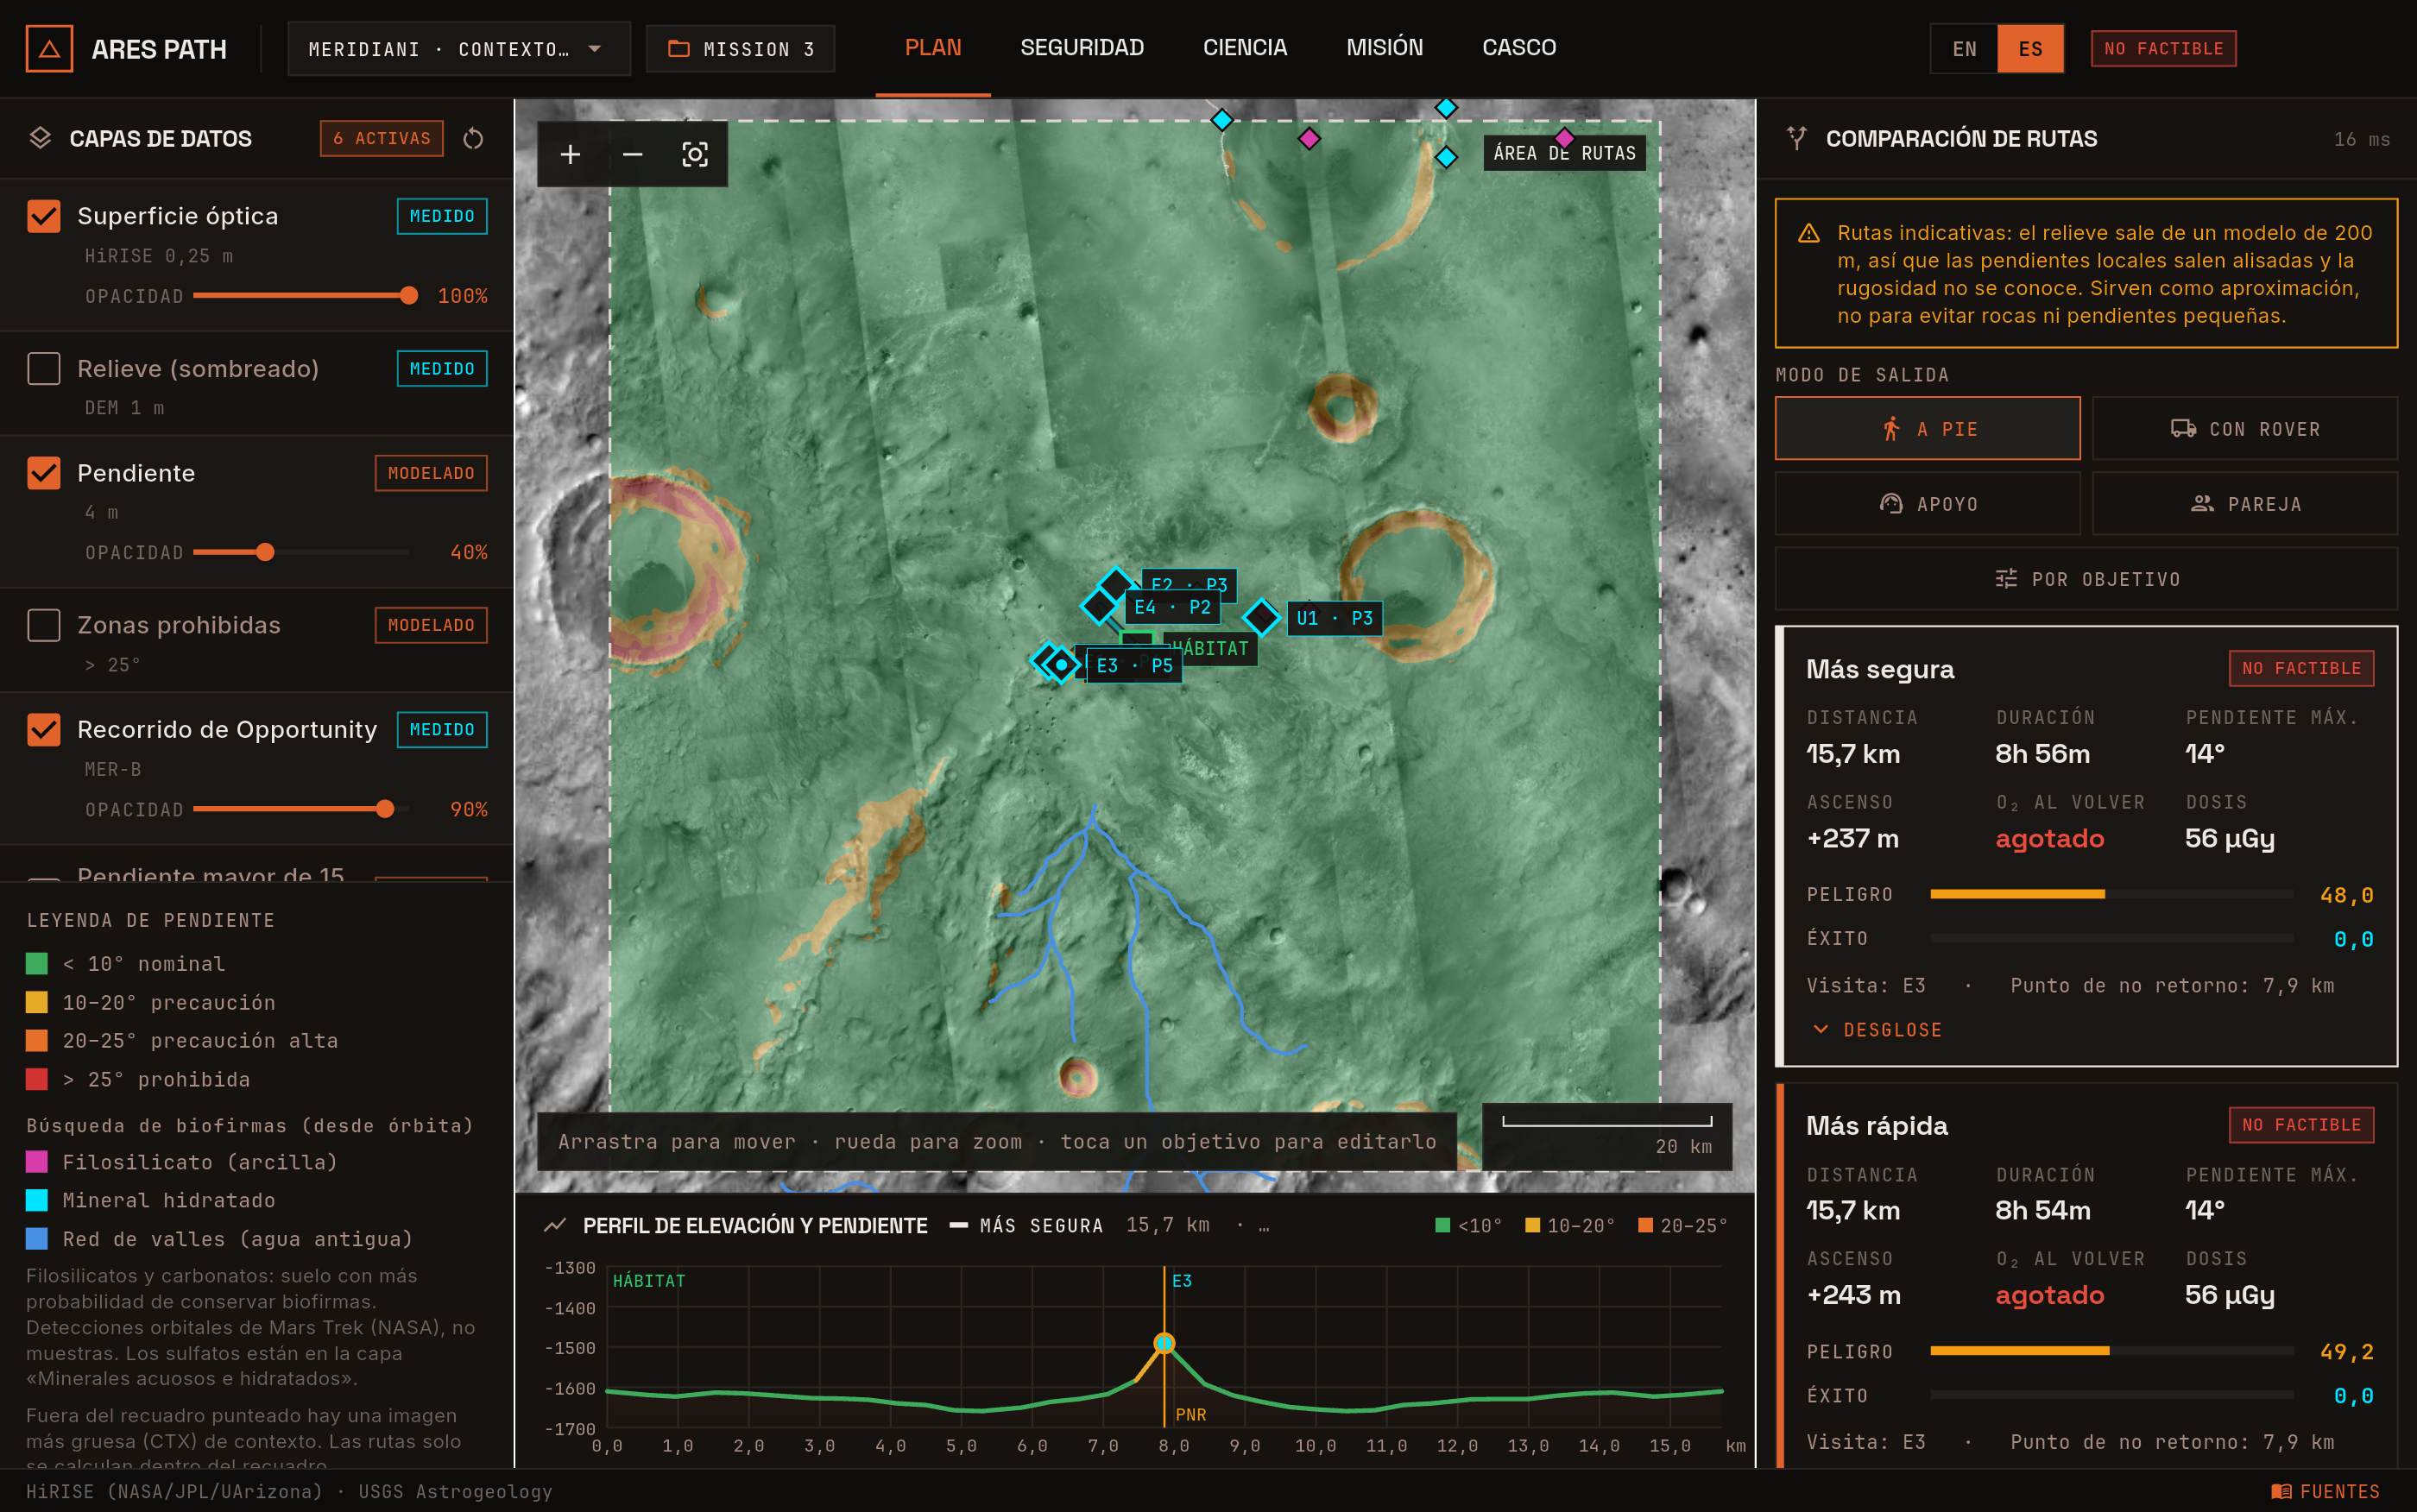 ARES PATH
MERIDIANI · CONTEXTO…
MISSION 3
PLAN
SEGURIDAD
CIENCIA
MISIÓN
CASCO
EN
ES
NO FACTIBLE
CAPAS DE DATOS
6 ACTIVAS
Superficie óptica
MEDIDO
HiRISE 0,25 m
OPACIDAD
100%
Relieve (sombreado)
MEDIDO
DEM 1 m
Pendiente
MODELADO
4 m
OPACIDAD
40%
Zonas prohibidas
MODELADO
> 25°
Recorrido de Opportunity
MEDIDO
MER-B
OPACIDAD
90%
Pendiente mayor de 15
LEYENDA DE PENDIENTE
< 10° nominal
10–20° precaución
20–25° precaución alta
> 25° prohibida
Búsqueda de biofirmas (desde órbita)
Filosilicato (arcilla)
Mineral hidratado
Red de valles (agua antigua)
Filosilicatos y carbonatos: suelo con más
probabilidad de conservar biofirmas.
Detecciones orbitales de Mars Trek (NASA), no
muestras. Los sulfatos están en la capa
«Minerales acuosos e hidratados».
Fuera del recuadro punteado hay una imagen
más gruesa (CTX) de contexto. Las rutas solo
se calculan dentro del recuadro
ÁREA DE RUTAS
E2 · P3
E4 · P2
U1 · P3
HÁBITAT
E3 · P5
Arrastra para mover · rueda para zoom · toca un objetivo para editarlo
20 km
PERFIL DE ELEVACIÓN Y PENDIENTE
MÁS SEGURA
15,7 km · …
<10°
10–20°
20–25°
-1300
-1400
-1500
-1600
-1700
HÁBITAT
E3
PNR
0,0 1,0 2,0 3,0 4,0 5,0 6,0 7,0 8,0 9,0 10,0 11,0 12,0 13,0 14,0 15,0 km
COMPARACIÓN DE RUTAS
16 ms
Rutas indicativas: el relieve sale de un modelo de 200
m, así que las pendientes locales salen alisadas y la
rugosidad no se conoce. Sirven como aproximación,
no para evitar rocas ni pendientes pequeñas.
MODO DE SALIDA
A PIE
CON ROVER
APOYO
PAREJA
POR OBJETIVO
Más segura
NO FACTIBLE
DISTANCIA DURACIÓN PENDIENTE MÁX.
15,7 km 8h 56m 14°
ASCENSO O₂ AL VOLVER DOSIS
+237 m agotado 56 µGy
PELIGRO 48,0
ÉXITO 0,0
Visita: E3 · Punto de no retorno: 7,9 km
DESGLOSE
Más rápida
NO FACTIBLE
DISTANCIA DURACIÓN PENDIENTE MÁX.
15,7 km 8h 54m 14°
ASCENSO O₂ AL VOLVER DOSIS
+243 m agotado 56 µGy
PELIGRO 49,2
ÉXITO 0,0
Visita: E3 · Punto de no retorno: 7,9 km
HiRISE (NASA/JPL/UArizona) · USGS Astrogeology
FUENTES